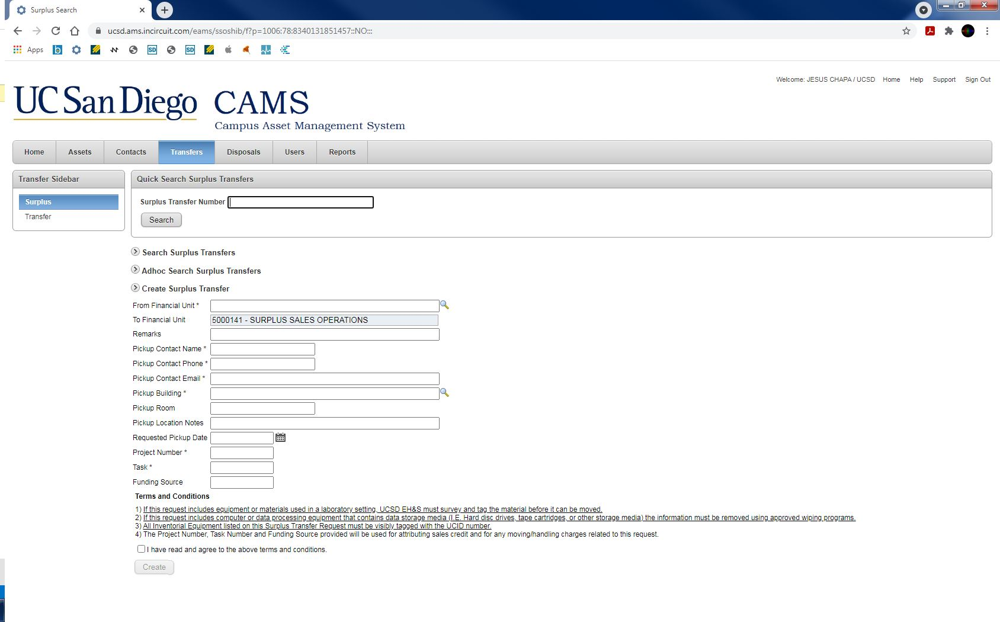 Surplus Search
ucsd.ams.incircuit.com/eams/ssoshib/f?p=1006:78:8340131851457::NO:::
Apps
b
SD
SD
Welcome: JESUS CHAPA / UCSD Home Help Support Sign Out
UC San Diego CAMS
Campus Asset Management System
Home Assets Contacts Transfers Disposals Users Reports
Transfer Sidebar
Surplus
Transfer
Quick Search Surplus Transfers
Surplus Transfer Number
Search
Search Surplus Transfers
Adhoc Search Surplus Transfers
Create Surplus Transfer
From Financial Unit *
To Financial Unit 5000141 - SURPLUS SALES OPERATIONS
Remarks
Pickup Contact Name *
Pickup Contact Phone *
Pickup Contact Email *
Pickup Building *
Pickup Room
Pickup Location Notes
Requested Pickup Date
Project Number *
Task *
Funding Source
Terms and Conditions
1) If this request includes equipment or materials used in a laboratory setting, UCSD EH&S must survey and tag the material before it can be moved.
2) If this request includes computer or data processing equipment that contains data storage media (I.E. Hard disc drives, tape cartridges, or other storage media) the information must be removed using approved wiping programs.
3) All Inventorial Equipment listed on this Surplus Transfer Request must be visibly tagged with the UCID number.
4) The Project Number, Task Number and Funding Source provided will be used for attributing sales credit and for any moving/handling charges related to this request.
I have read and agree to the above terms and conditions.
Create